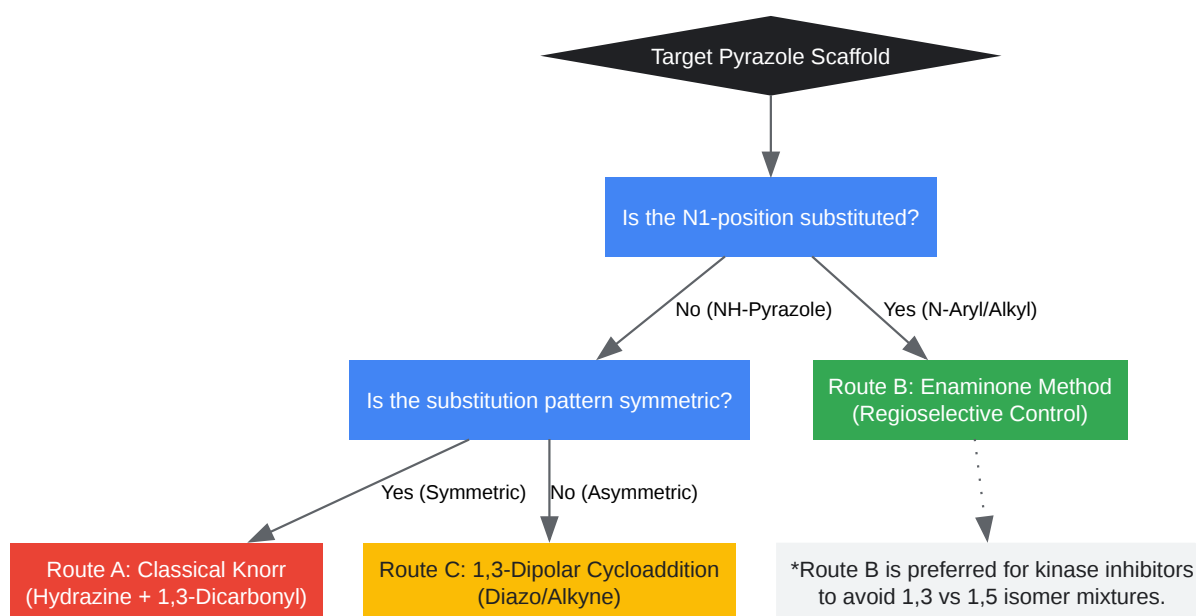 Target Pyrazole Scaffold
Is the N1-position substituted?
No (NH-Pyrazole)
Yes (N-Aryl/Alkyl)
Is the substitution pattern symmetric?
Route B: Enaminone Method
(Regioselective Control)
Yes (Symmetric)
No (Asymmetric)
Route A: Classical Knorr
(Hydrazine + 1,3-Dicarbonyl)
Route C: 1,3-Dipolar Cycloaddition
(Diazo/Alkyne)
*Route B is preferred for kinase inhibitors
to avoid 1,3 vs 1,5 isomer mixtures.